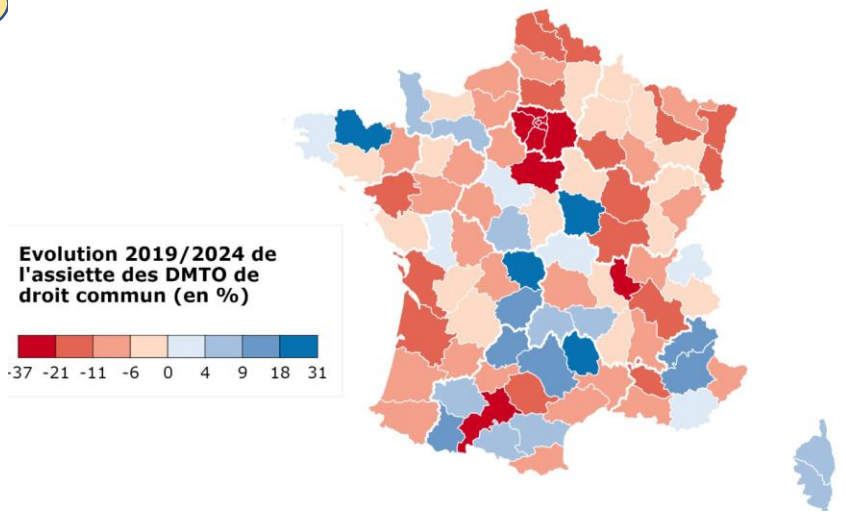 Evolution 2019/2024 de
l'assiette des DMTO de
droit commun (en %)
-37 -21 -11 -6 0 4 9 18 31